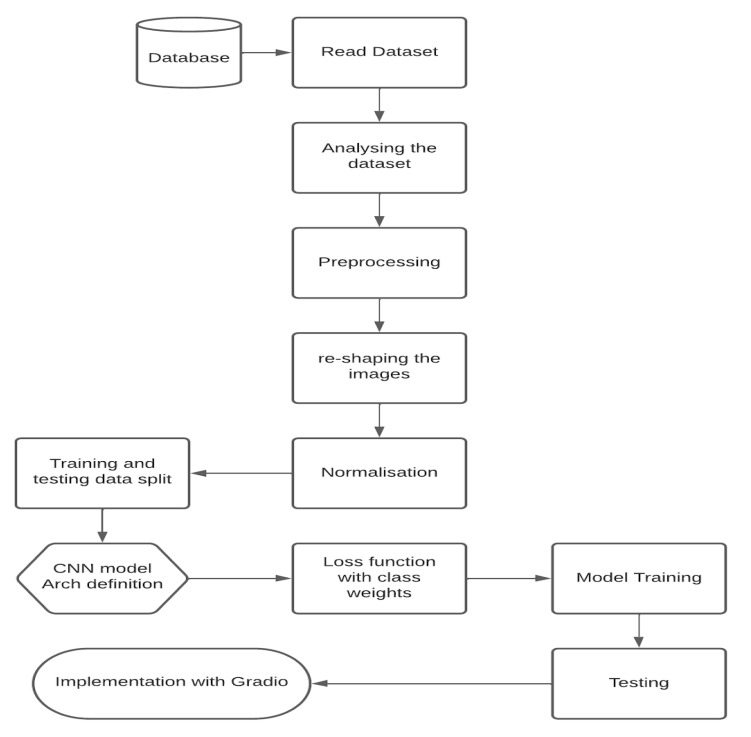 Database
Read Dataset
Analysing the
dataset
Preprocessing
re-shaping the
images
Normalisation
Training and
testing data split
CNN model
Arch definition
Loss function
with class
weights
Model Training
Testing
Implementation with Gradio